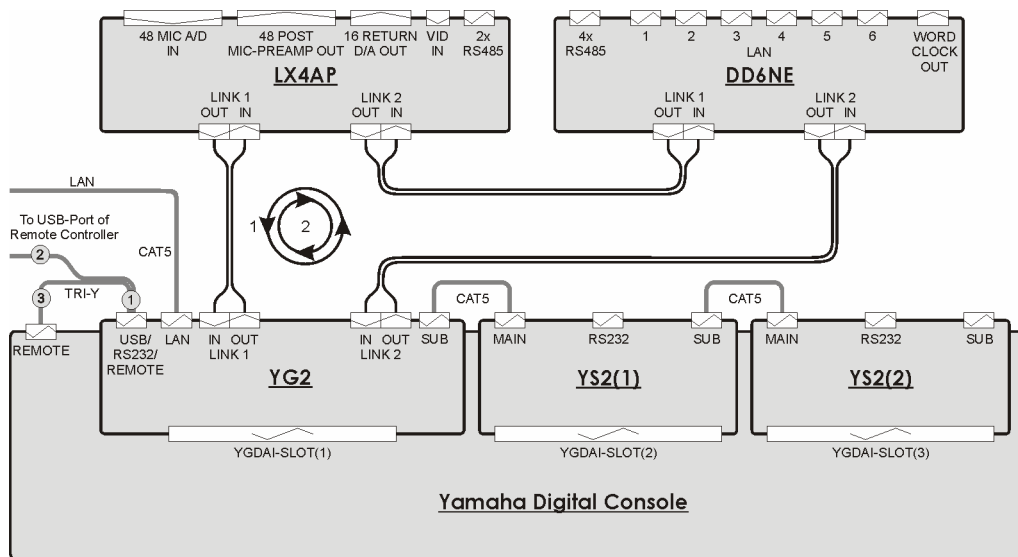 48 MIC A/D
IN
48 POST
MIC-PREAMP OUT
16 RETURN
D/A OUT
VID
IN
2x
RS485
LX4AP
LINK 1
OUT IN
LINK 2
OUT IN
4x
RS485
1 2 3 4 5 6
LAN
WORD
CLOCK
OUT
DD6NE
LINK 1
OUT IN
LINK 2
OUT IN
LAN
To USB-Port of
Remote Controller
2
CAT5
3
TRI-Y
1
1 2
REMOTE
USB/
RS232/
REMOTE
LAN
IN OUT
LINK 1
IN OUT
LINK 2
SUB
YG2
CAT5
MAIN
RS232
SUB
YS2(1)
CAT5
MAIN
RS232
SUB
YS2(2)
YGDAI-SLOT(1)
YGDAI-SLOT(2)
YGDAI-SLOT(3)
Yamaha Digital Console